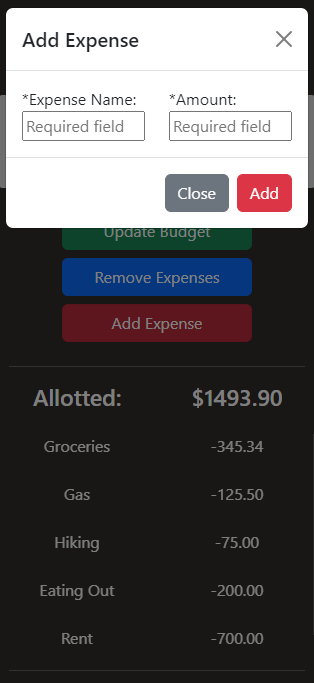 Add Expense
*Expense Name: *Amount:
Required field Required field
Close Add
Update Budget
Remove Expenses
Add Expense
Allotted: $1493.90
Groceries -345.34
Gas -125.50
Hiking -75.00
Eating Out -200.00
Rent -700.00